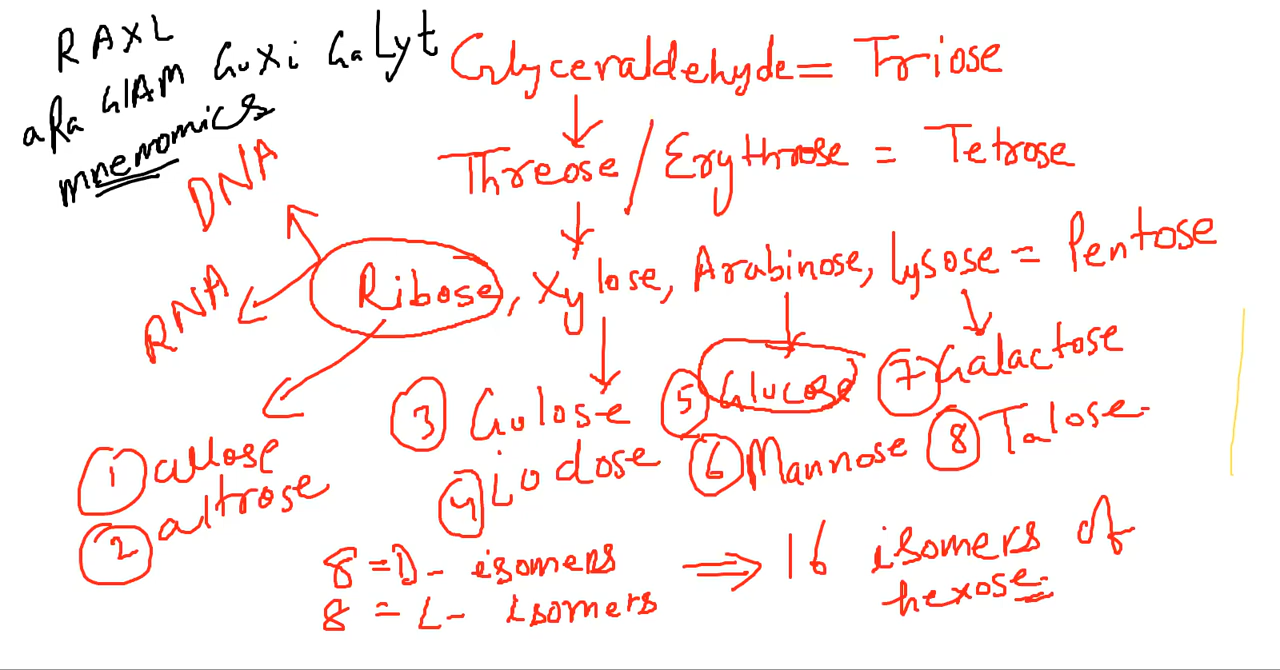 RAXL
aRa GlAM GuXi GaLyt
mnemomics
Glyceraldehyde = Triose
Threose / Erythrose = Tetrose
DNA
RNA
Ribose, Xylose, Arabinose, Lysose = Pentose
① allose
② altrose
③ Gulose
④ iodose
⑤ Glucose
⑥ Mannose
⑦ Galactose
⑧ Talose
8 = D- isomers ⇒ 16 isomers of hexose
8 = L- isomers